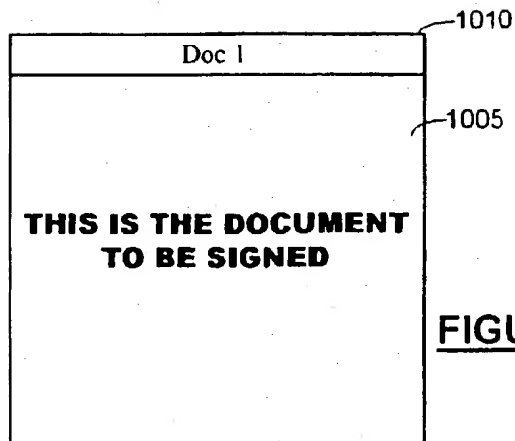 1010
Doc 1
1005
THIS IS THE DOCUMENT
TO BE SIGNED